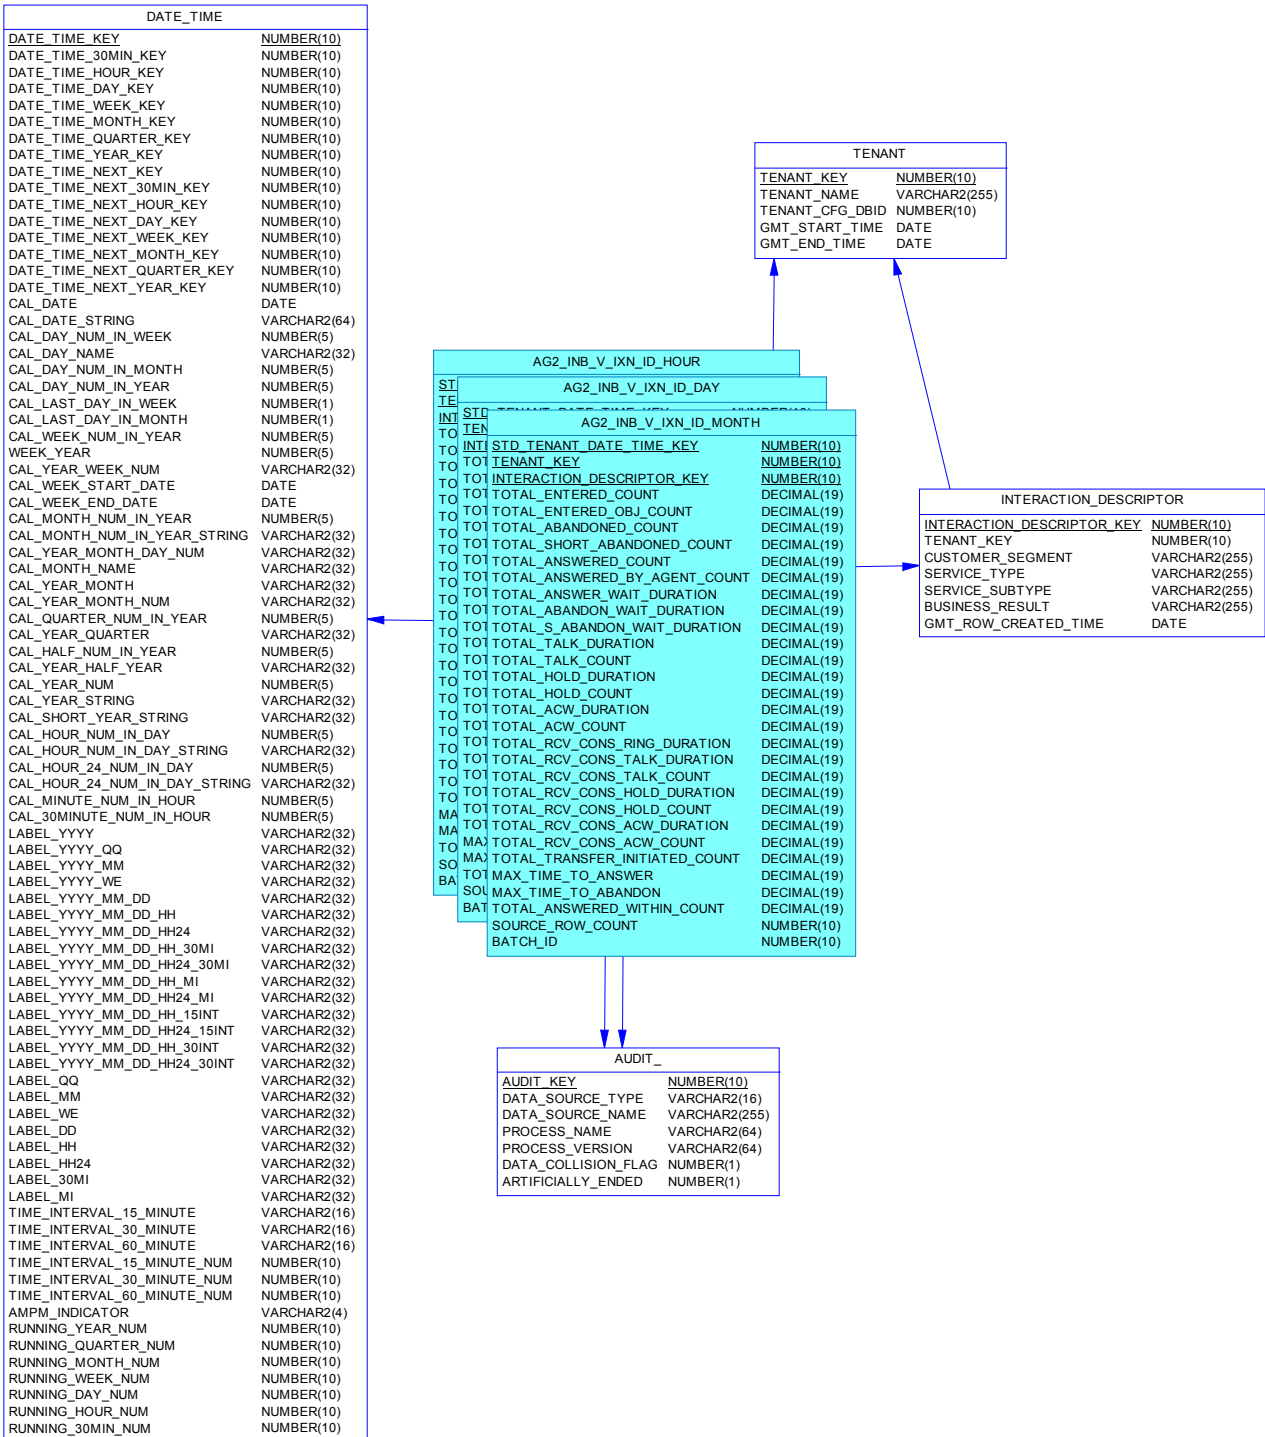 DATE_TIME
DATE_TIME_KEY NUMBER(10)
DATE_TIME_30MIN_KEY NUMBER(10)
DATE_TIME_HOUR_KEY NUMBER(10)
DATE_TIME_DAY_KEY NUMBER(10)
DATE_TIME_WEEK_KEY NUMBER(10)
DATE_TIME_MONTH_KEY NUMBER(10)
DATE_TIME_QUARTER_KEY NUMBER(10)
DATE_TIME_YEAR_KEY NUMBER(10)
DATE_TIME_NEXT_KEY NUMBER(10)
DATE_TIME_NEXT_30MIN_KEY NUMBER(10)
DATE_TIME_NEXT_HOUR_KEY NUMBER(10)
DATE_TIME_NEXT_DAY_KEY NUMBER(10)
DATE_TIME_NEXT_WEEK_KEY NUMBER(10)
DATE_TIME_NEXT_MONTH_KEY NUMBER(10)
DATE_TIME_NEXT_QUARTER_KEY NUMBER(10)
DATE_TIME_NEXT_YEAR_KEY NUMBER(10)
CAL_DATE DATE
CAL_DATE_STRING VARCHAR2(64)
CAL_DAY_NUM_IN_WEEK NUMBER(5)
CAL_DAY_NAME VARCHAR2(32)
CAL_DAY_NUM_IN_MONTH NUMBER(5)
CAL_DAY_NUM_IN_YEAR NUMBER(5)
CAL_LAST_DAY_IN_WEEK NUMBER(1)
CAL_LAST_DAY_IN_MONTH NUMBER(1)
CAL_WEEK_NUM_IN_YEAR NUMBER(5)
WEEK_YEAR NUMBER(5)
CAL_YEAR_WEEK_NUM VARCHAR2(32)
CAL_WEEK_START_DATE DATE
CAL_WEEK_END_DATE DATE
CAL_MONTH_NUM_IN_YEAR NUMBER(5)
CAL_MONTH_NUM_IN_YEAR_STRING VARCHAR2(32)
CAL_YEAR_MONTH_DAY_NUM VARCHAR2(32)
CAL_MONTH_NAME VARCHAR2(32)
CAL_YEAR_MONTH VARCHAR2(32)
CAL_YEAR_MONTH_NUM VARCHAR2(32)
CAL_QUARTER_NUM_IN_YEAR NUMBER(5)
CAL_YEAR_QUARTER VARCHAR2(32)
CAL_HALF_NUM_IN_YEAR NUMBER(5)
CAL_YEAR_HALF_YEAR VARCHAR2(32)
CAL_YEAR_NUM NUMBER(5)
CAL_YEAR_STRING VARCHAR2(32)
CAL_SHORT_YEAR_STRING VARCHAR2(32)
CAL_HOUR_NUM_IN_DAY NUMBER(5)
CAL_HOUR_NUM_IN_DAY_STRING VARCHAR2(32)
CAL_HOUR_24_NUM_IN_DAY NUMBER(5)
CAL_HOUR_24_NUM_IN_DAY_STRING VARCHAR2(32)
CAL_MINUTE_NUM_IN_HOUR NUMBER(5)
CAL_30MINUTE_NUM_IN_HOUR NUMBER(5)
LABEL_YYYY VARCHAR2(32)
LABEL_YYYY_QQ VARCHAR2(32)
LABEL_YYYY_MM VARCHAR2(32)
LABEL_YYYY_WE VARCHAR2(32)
LABEL_YYYY_MM_DD VARCHAR2(32)
LABEL_YYYY_MM_DD_HH VARCHAR2(32)
LABEL_YYYY_MM_DD_HH24 VARCHAR2(32)
LABEL_YYYY_MM_DD_HH_30MI VARCHAR2(32)
LABEL_YYYY_MM_DD_HH24_30MI VARCHAR2(32)
LABEL_YYYY_MM_DD_HH_MI VARCHAR2(32)
LABEL_YYYY_MM_DD_HH24_MI VARCHAR2(32)
LABEL_YYYY_MM_DD_HH_15INT VARCHAR2(32)
LABEL_YYYY_MM_DD_HH24_15INT VARCHAR2(32)
LABEL_YYYY_MM_DD_HH_30INT VARCHAR2(32)
LABEL_YYYY_MM_DD_HH24_30INT VARCHAR2(32)
LABEL_QQ VARCHAR2(32)
LABEL_MM VARCHAR2(32)
LABEL_WE VARCHAR2(32)
LABEL_DD VARCHAR2(32)
LABEL_HH VARCHAR2(32)
LABEL_HH24 VARCHAR2(32)
LABEL_30MI VARCHAR2(32)
LABEL_MI VARCHAR2(32)
TIME_INTERVAL_15_MINUTE VARCHAR2(16)
TIME_INTERVAL_30_MINUTE VARCHAR2(16)
TIME_INTERVAL_60_MINUTE VARCHAR2(16)
TIME_INTERVAL_15_MINUTE_NUM NUMBER(10)
TIME_INTERVAL_30_MINUTE_NUM NUMBER(10)
TIME_INTERVAL_60_MINUTE_NUM NUMBER(10)
AMPM_INDICATOR VARCHAR2(4)
RUNNING_YEAR_NUM NUMBER(10)
RUNNING_QUARTER_NUM NUMBER(10)
RUNNING_MONTH_NUM NUMBER(10)
RUNNING_WEEK_NUM NUMBER(10)
RUNNING_DAY_NUM NUMBER(10)
RUNNING_HOUR_NUM NUMBER(10)
RUNNING_30MIN_NUM NUMBER(10)
TENANT
TENANT_KEY NUMBER(10)
TENANT_NAME VARCHAR2(255)
TENANT_CFG_DBID NUMBER(10)
GMT_START_TIME DATE
GMT_END_TIME DATE
AG2_INB_V_IXN_ID_HOUR
AG2_INB_V_IXN_ID_DAY
AG2_INB_V_IXN_ID_MONTH
STD_TENANT_DATE_TIME_KEY NUMBER(10)
TENANT_KEY NUMBER(10)
INTERACTION_DESCRIPTOR_KEY NUMBER(10)
TOTAL_ENTERED_COUNT DECIMAL(19)
TOTAL_ENTERED_OBJ_COUNT DECIMAL(19)
TOTAL_ABANDONED_COUNT DECIMAL(19)
TOTAL_SHORT_ABANDONED_COUNT DECIMAL(19)
TOTAL_ANSWERED_COUNT DECIMAL(19)
TOTAL_ANSWERED_BY_AGENT_COUNT DECIMAL(19)
TOTAL_ANSWER_WAIT_DURATION DECIMAL(19)
TOTAL_ABANDON_WAIT_DURATION DECIMAL(19)
TOTAL_S_ABANDON_WAIT_DURATION DECIMAL(19)
TOTAL_TALK_DURATION DECIMAL(19)
TOTAL_TALK_COUNT DECIMAL(19)
TOTAL_HOLD_DURATION DECIMAL(19)
TOTAL_HOLD_COUNT DECIMAL(19)
TOTAL_ACW_DURATION DECIMAL(19)
TOTAL_ACW_COUNT DECIMAL(19)
TOTAL_RCV_CONS_RING_DURATION DECIMAL(19)
TOTAL_RCV_CONS_TALK_DURATION DECIMAL(19)
TOTAL_RCV_CONS_TALK_COUNT DECIMAL(19)
TOTAL_RCV_CONS_HOLD_DURATION DECIMAL(19)
TOTAL_RCV_CONS_HOLD_COUNT DECIMAL(19)
TOTAL_RCV_CONS_ACW_DURATION DECIMAL(19)
TOTAL_RCV_CONS_ACW_COUNT DECIMAL(19)
TOTAL_TRANSFER_INITIATED_COUNT DECIMAL(19)
MAX_TIME_TO_ANSWER DECIMAL(19)
MAX_TIME_TO_ABANDON DECIMAL(19)
TOTAL_ANSWERED_WITHIN_COUNT DECIMAL(19)
SOURCE_ROW_COUNT NUMBER(10)
BATCH_ID NUMBER(10)
INTERACTION_DESCRIPTOR
INTERACTION_DESCRIPTOR_KEY NUMBER(10)
TENANT_KEY NUMBER(10)
CUSTOMER_SEGMENT VARCHAR2(255)
SERVICE_TYPE VARCHAR2(255)
SERVICE_SUBTYPE VARCHAR2(255)
BUSINESS_RESULT VARCHAR2(255)
GMT_ROW_CREATED_TIME DATE
AUDIT_
AUDIT_KEY NUMBER(10)
DATA_SOURCE_TYPE VARCHAR2(16)
DATA_SOURCE_NAME VARCHAR2(255)
PROCESS_NAME VARCHAR2(64)
PROCESS_VERSION VARCHAR2(64)
DATA_COLLISION_FLAG NUMBER(1)
ARTIFICIALLY_ENDED NUMBER(1)